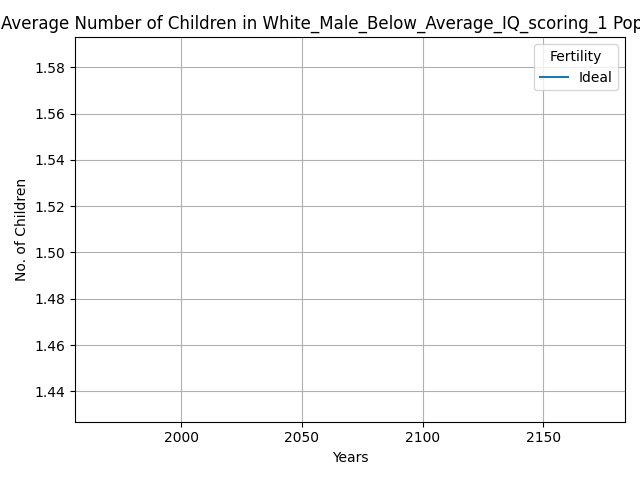 Average Number of Children in White_Male_Below_Average_IQ_scoring_1 Pop
Fertility
Ideal
1.58
1.56
1.54
1.52
1.50
1.48
1.46
1.44
No. of Children
2000 2050 2100 2150
Years